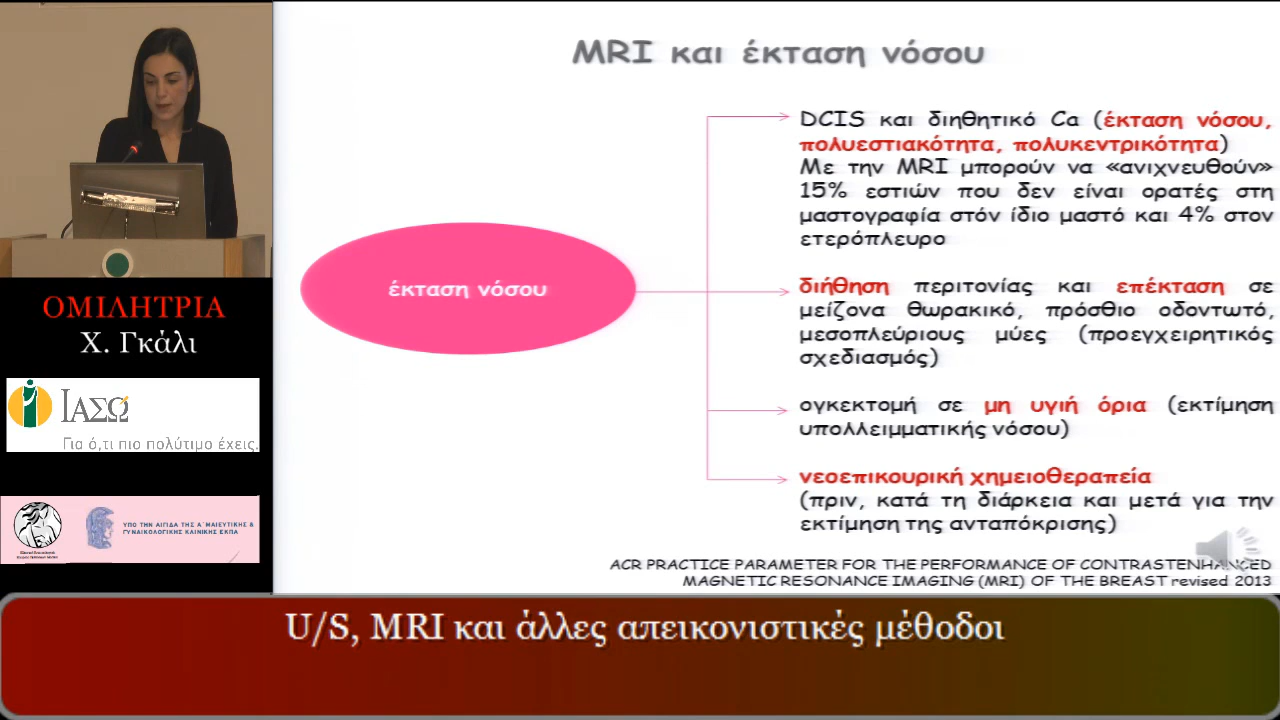 ΟΜΙΛΗΤΡΙΑ
Χ. Γκάλι
ΙΑΣΩ
Για ό,τι πιο πολύτιμο έχεις.
ΥΠΟ ΤΗΝ ΑΙΓΙΔΑ ΤΗΣ Α΄ ΜΑΙΕΥΤΙΚΗΣ &
ΓΥΝΑΙΚΟΛΟΓΙΚΗΣ ΚΛΙΝΙΚΗΣ ΕΚΠΑ
MRI και έκταση νόσου
έκταση νόσου
DCIS και διηθητικό Ca (έκταση νόσου,
πολυεστιακότητα, πολυκεντρικότητα)
Με την MRI μπορούν να «ανιχνευθούν»
15% εστιών που δεν είναι ορατές στη
μαστογραφία στόν ίδιο μαστό και 4% στον
ετερόπλευρο
διήθηση περιτονίας και επέκταση σε
μείζονα θωρακικό, πρόσθιο οδοντωτό,
μεσοπλεύριους μύες (προεγχειρητικός
σχεδιασμός)
ογκεκτομή σε μη υγιή όρια (εκτίμηση
υπολλειμματικής νόσου)
νεοεπικουρική χημειοθεραπεία
(πριν, κατά τη διάρκεια και μετά για την
εκτίμηση της ανταπόκρισης)
ACR PRACTICE PARAMETER FOR THE PERFORMANCE OF CONTRASTENHANCED
MAGNETIC RESONANCE IMAGING (MRI) OF THE BREAST revised 2013
U/S, MRI και άλλες απεικονιστικές μέθοδοι